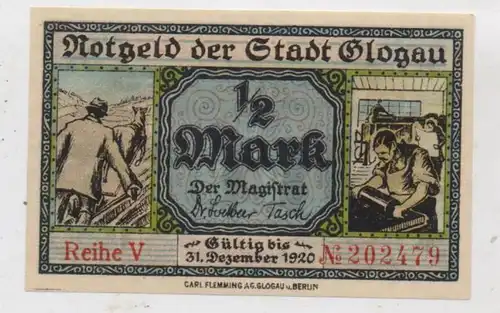 Notgeld der Stadt Glogau
1/2
Mark
Der Magistrat
Tasch
Reihe V
Gültig bis
31. Dezember 1920
№ 202479
CARL FLEMMING A.G. GLOGAU u. BERLIN